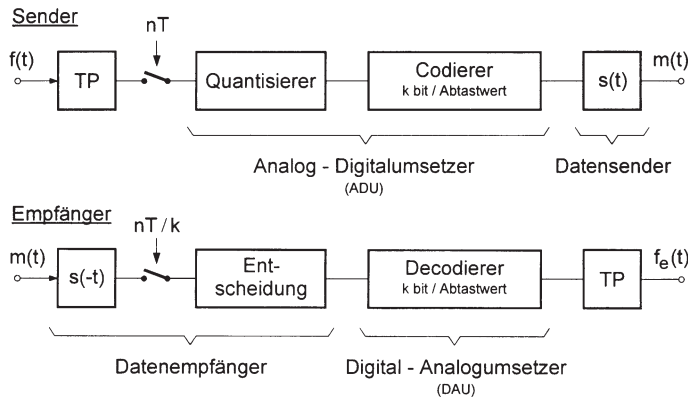 Sender
nT
f(t)
TP
Quantisierer
Codierer
k bit / Abtastwert
s(t)
m(t)
Analog - Digitalumsetzer
(ADU)
Datensender
Empfänger
nT / k
m(t)
s(-t)
Ent-
scheidung
Decodierer
k bit / Abtastwert
TP
fe(t)
Datenempfänger
Digital - Analogumsetzer
(DAU)